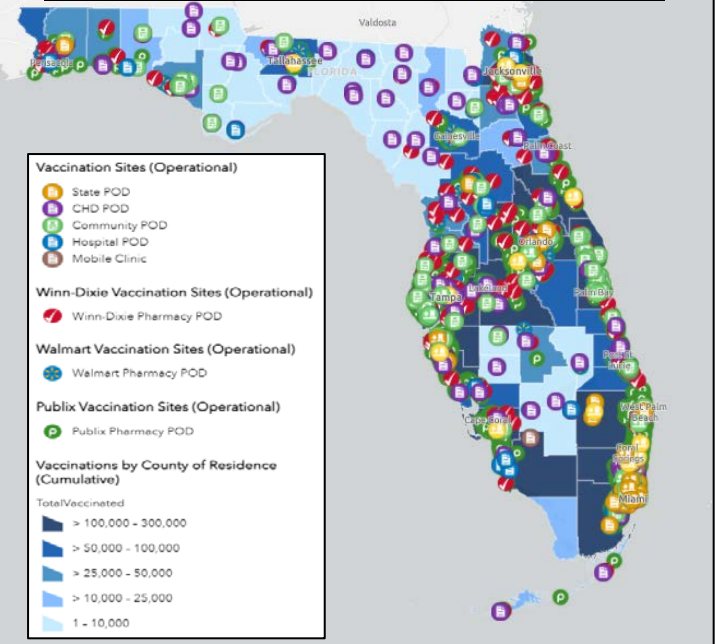 Valdosta
Pensacola
Tallahassee
FLORIDA
Jacksonville
Gainesville
Palm Coast
Orlando
Lakeland
Tampa
Palm Bay
Port St. Lucie
Cape Coral
West Palm
Beach
Coral
Springs
Miami
Vaccination Sites (Operational)
State POD
CHD POD
Community POD
Hospital POD
Mobile Clinic
Winn-Dixie Vaccination Sites (Operational)
Winn-Dixie Pharmacy POD
Walmart Vaccination Sites (Operational)
Walmart Pharmacy POD
Publix Vaccination Sites (Operational)
Publix Pharmacy POD
Vaccinations by County of Residence
(Cumulative)
TotalVaccinated
> 100,000 - 300,000
> 50,000 - 100,000
> 25,000 - 50,000
> 10,000 - 25,000
1 - 10,000